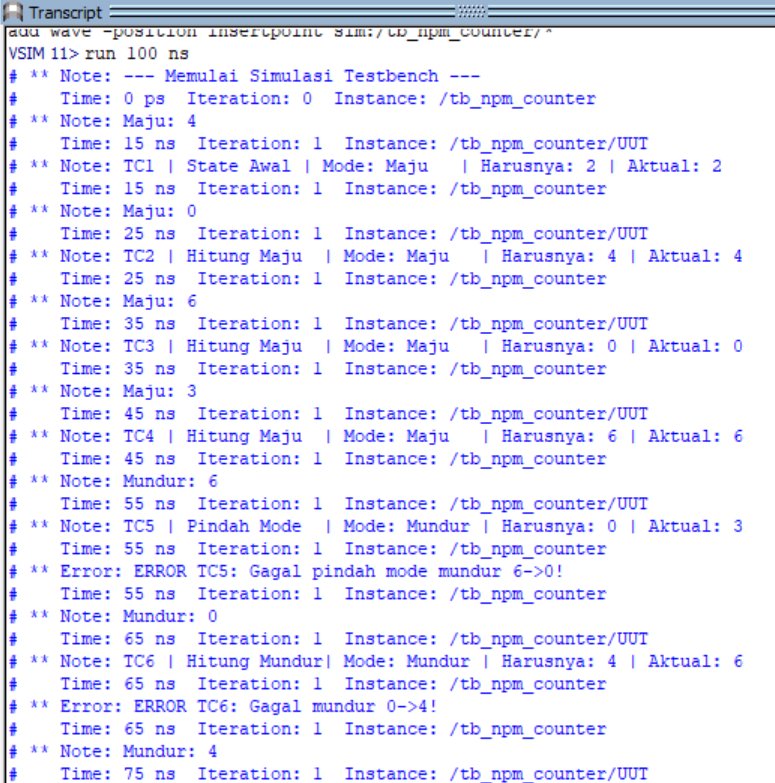 Transcript
add wave -position insertpoint sim:/tb_npm_counter/*
VSIM 11> run 100 ns
# ** Note: --- Memulai Simulasi Testbench ---
#    Time: 0 ps  Iteration: 0  Instance: /tb_npm_counter
# ** Note: Maju: 4
#    Time: 15 ns  Iteration: 1  Instance: /tb_npm_counter/UUT
# ** Note: TC1 | State Awal | Mode: Maju   | Harusnya: 2 | Aktual: 2
#    Time: 15 ns  Iteration: 1  Instance: /tb_npm_counter
# ** Note: Maju: 0
#    Time: 25 ns  Iteration: 1  Instance: /tb_npm_counter/UUT
# ** Note: TC2 | Hitung Maju  | Mode: Maju   | Harusnya: 4 | Aktual: 4
#    Time: 25 ns  Iteration: 1  Instance: /tb_npm_counter
# ** Note: Maju: 6
#    Time: 35 ns  Iteration: 1  Instance: /tb_npm_counter/UUT
# ** Note: TC3 | Hitung Maju  | Mode: Maju   | Harusnya: 0 | Aktual: 0
#    Time: 35 ns  Iteration: 1  Instance: /tb_npm_counter
# ** Note: Maju: 3
#    Time: 45 ns  Iteration: 1  Instance: /tb_npm_counter/UUT
# ** Note: TC4 | Hitung Maju  | Mode: Maju   | Harusnya: 6 | Aktual: 6
#    Time: 45 ns  Iteration: 1  Instance: /tb_npm_counter
# ** Note: Mundur: 6
#    Time: 55 ns  Iteration: 1  Instance: /tb_npm_counter/UUT
# ** Note: TC5 | Pindah Mode  | Mode: Mundur | Harusnya: 0 | Aktual: 3
#    Time: 55 ns  Iteration: 1  Instance: /tb_npm_counter
# ** Error: ERROR TC5: Gagal pindah mode mundur 6->0!
#    Time: 55 ns  Iteration: 1  Instance: /tb_npm_counter
# ** Note: Mundur: 0
#    Time: 65 ns  Iteration: 1  Instance: /tb_npm_counter/UUT
# ** Note: TC6 | Hitung Mundur| Mode: Mundur | Harusnya: 4 | Aktual: 6
#    Time: 65 ns  Iteration: 1  Instance: /tb_npm_counter
# ** Error: ERROR TC6: Gagal mundur 0->4!
#    Time: 65 ns  Iteration: 1  Instance: /tb_npm_counter
# ** Note: Mundur: 4
#    Time: 75 ns  Iteration: 1  Instance: /tb_npm_counter/UUT